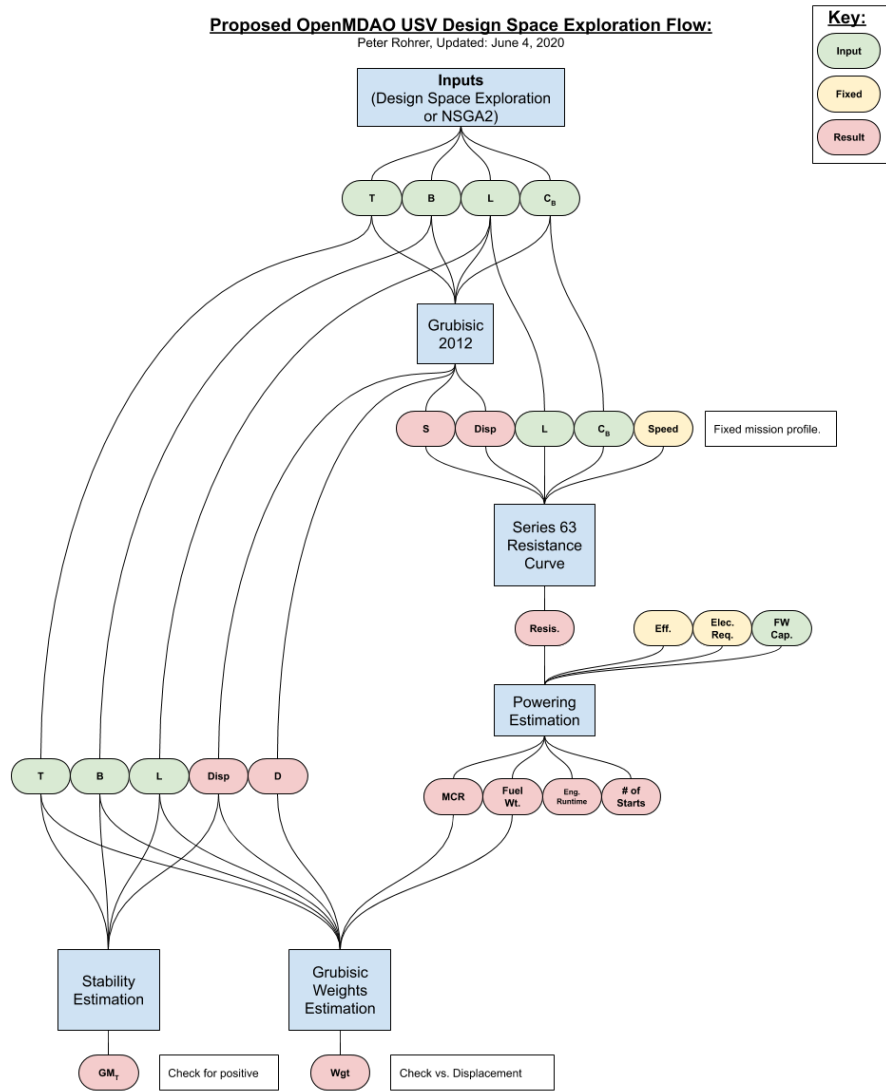 Proposed OpenMDAO USV Design Space Exploration Flow:
Peter Rohrer, Updated: June 4, 2020
Key:
Input
Fixed
Result
Inputs
(Design Space Exploration
or NSGA2)
T
B
L
C_B
Grubisic
2012
S
Disp
L
C_B
Speed
Fixed mission profile.
Series 63
Resistance
Curve
Resis.
Eff.
Elec.
Req.
FW
Cap.
Powering
Estimation
T
B
L
Disp
D
MCR
Fuel
Wt.
Eng.
Runtime
# of
Starts
Stability
Estimation
Grubisic
Weights
Estimation
GM_T
Check for positive
Wgt
Check vs. Displacement